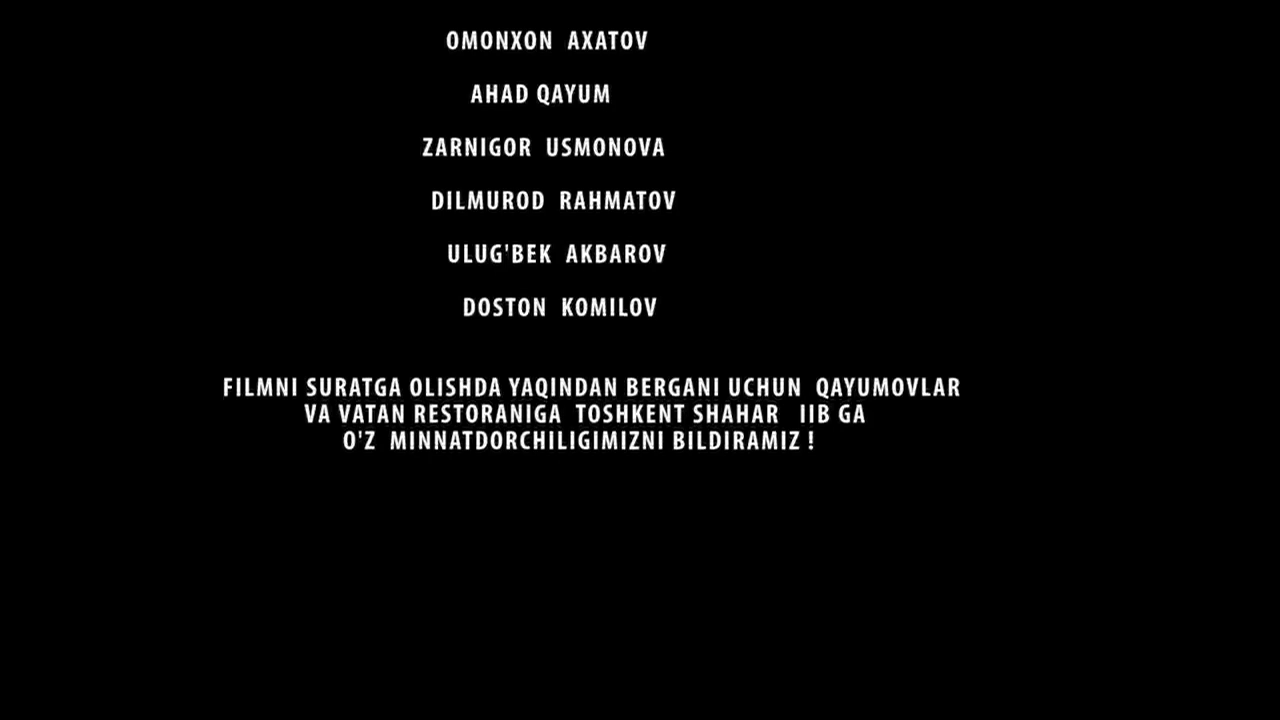 OMONXON AXATOV
AHAD QAYUM
ZARNIGOR USMONOVA
DILMUROD RAHMATOV
ULUG'BEK AKBAROV
DOSTON KOMILOV
FILMNI SURATGA OLISHDA YAQINDAN BERGANI UCHUN QAYUMOVLAR
VA VATAN RESTORANIGA TOSHKENT SHAHAR IIB GA
O'Z MINNATDORCHILIGIMIZNI BILDIRAMIZ !